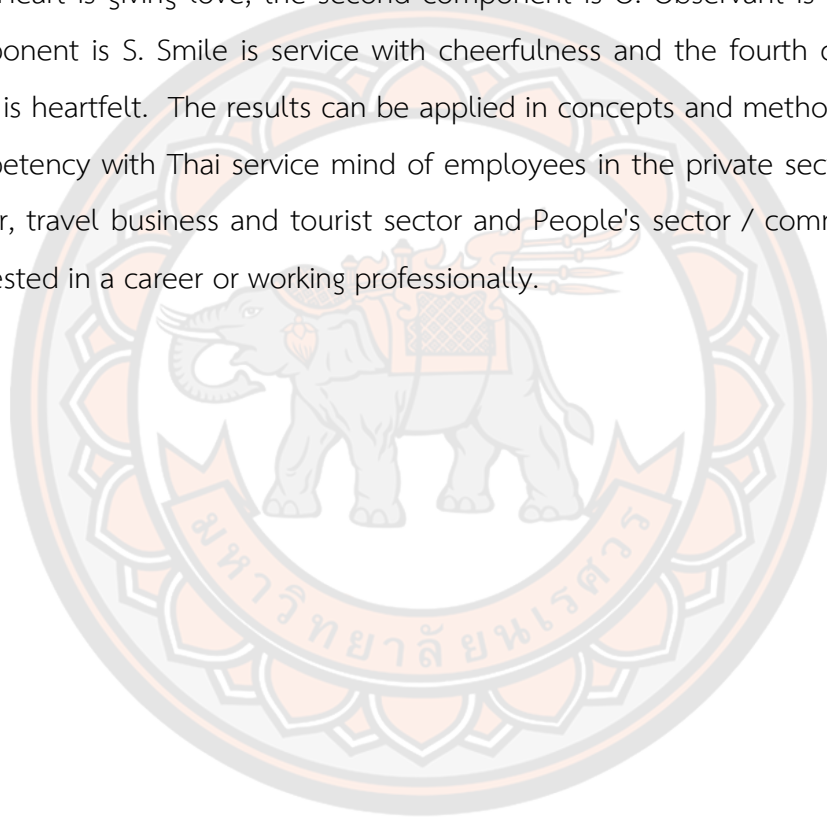 Heart is giving love, the second component is O. Observant is
ponent is S. Smile is service with cheerfulness and the fourth
is heartfelt. The results can be applied in concepts and metho
petency with Thai service mind of employees in the private sec
r, travel business and tourist sector and People's sector / com
ested in a career or working professionally.
มหาวิทยาลัยนเรศวร